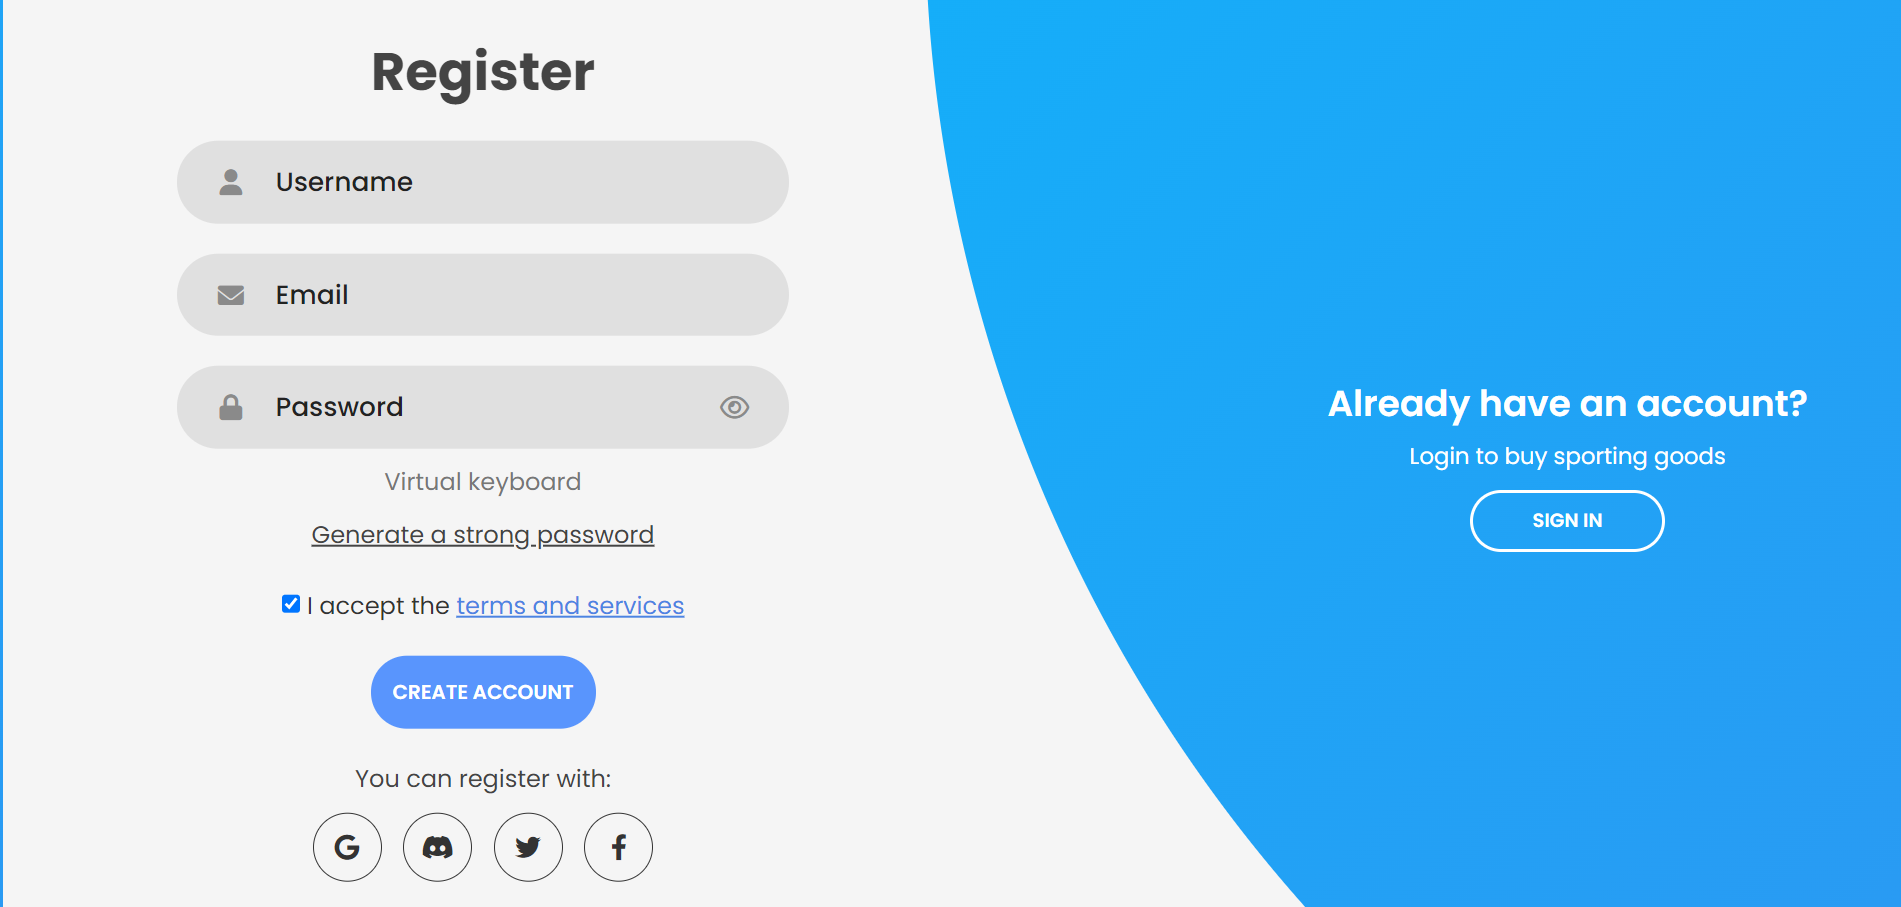 Register
Username
Email
Password
Virtual keyboard
Generate a strong password
I accept the terms and services
CREATE ACCOUNT
You can register with:
Already have an account?
Login to buy sporting goods
SIGN IN